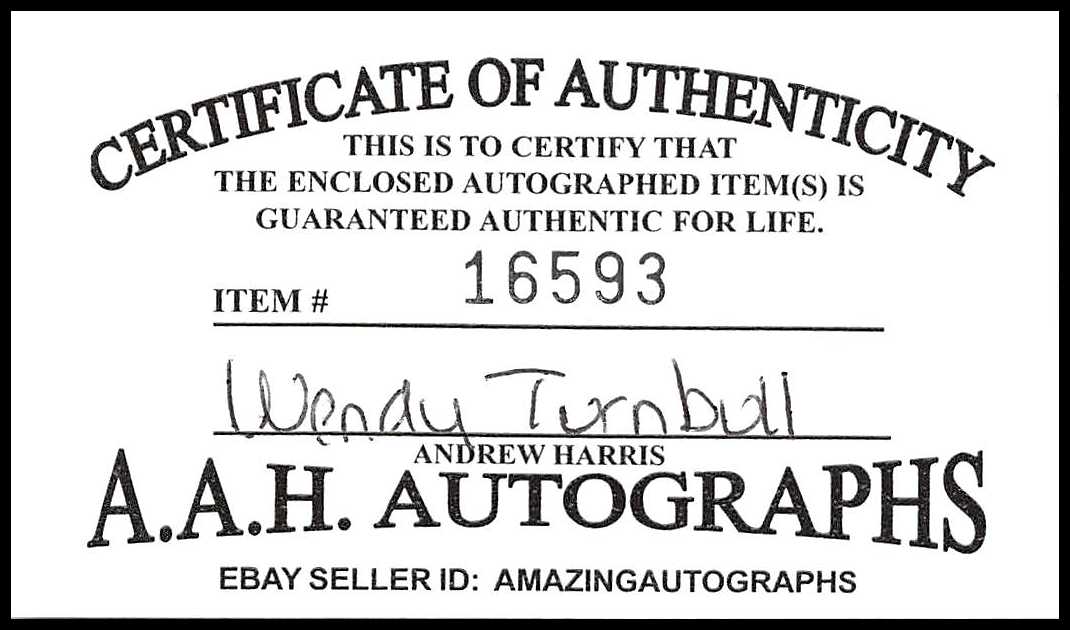 CERTIFICATE OF AUTHENTICITY
THIS IS TO CERTIFY THAT
THE ENCLOSED AUTOGRAPHED ITEM(S) IS
GUARANTEED AUTHENTIC FOR LIFE.
ITEM # 16593
Wendy Turnbull
ANDREW HARRIS
A.A.H. AUTOGRAPHS
EBAY SELLER ID: AMAZINGAUTOGRAPHS